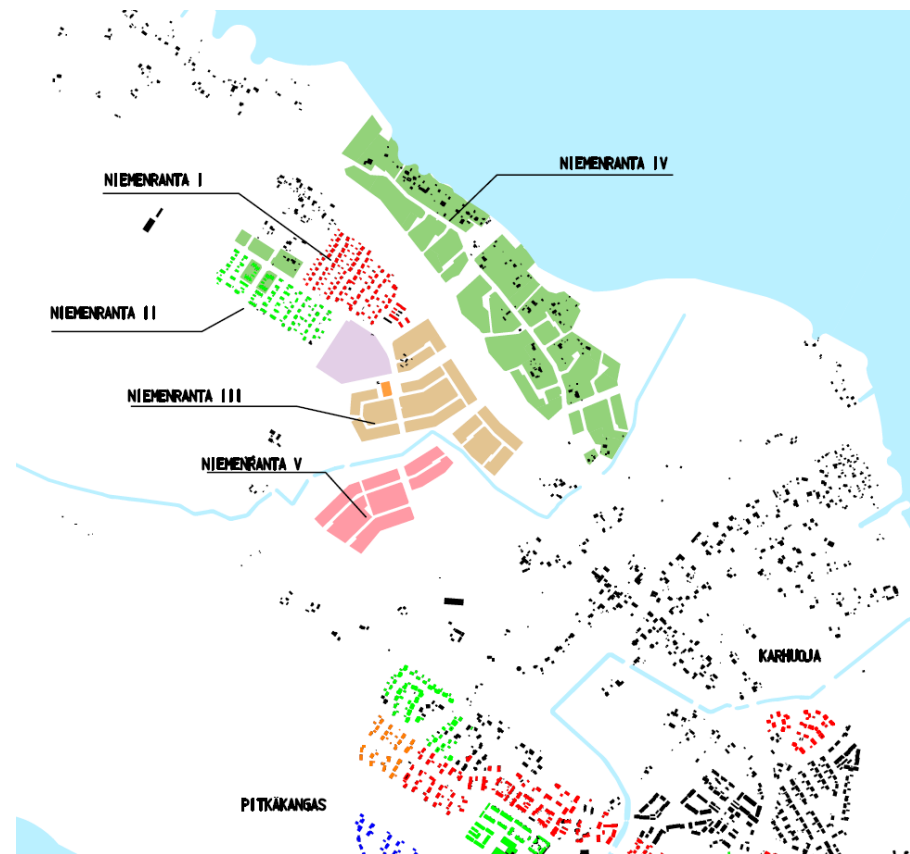 NIEMENRANTA IV
NIEMENRANTA I
NIEMENRANTA II
NIEMENRANTA III
NIEMENRANTA V
KARHUOJA
PITKÄKANGAS